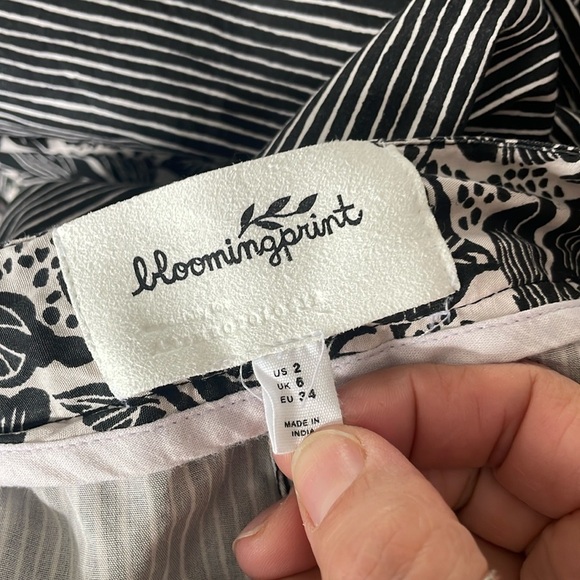 bloomingprint
US 2
UK 6
EU 34
MADE IN
INDIA